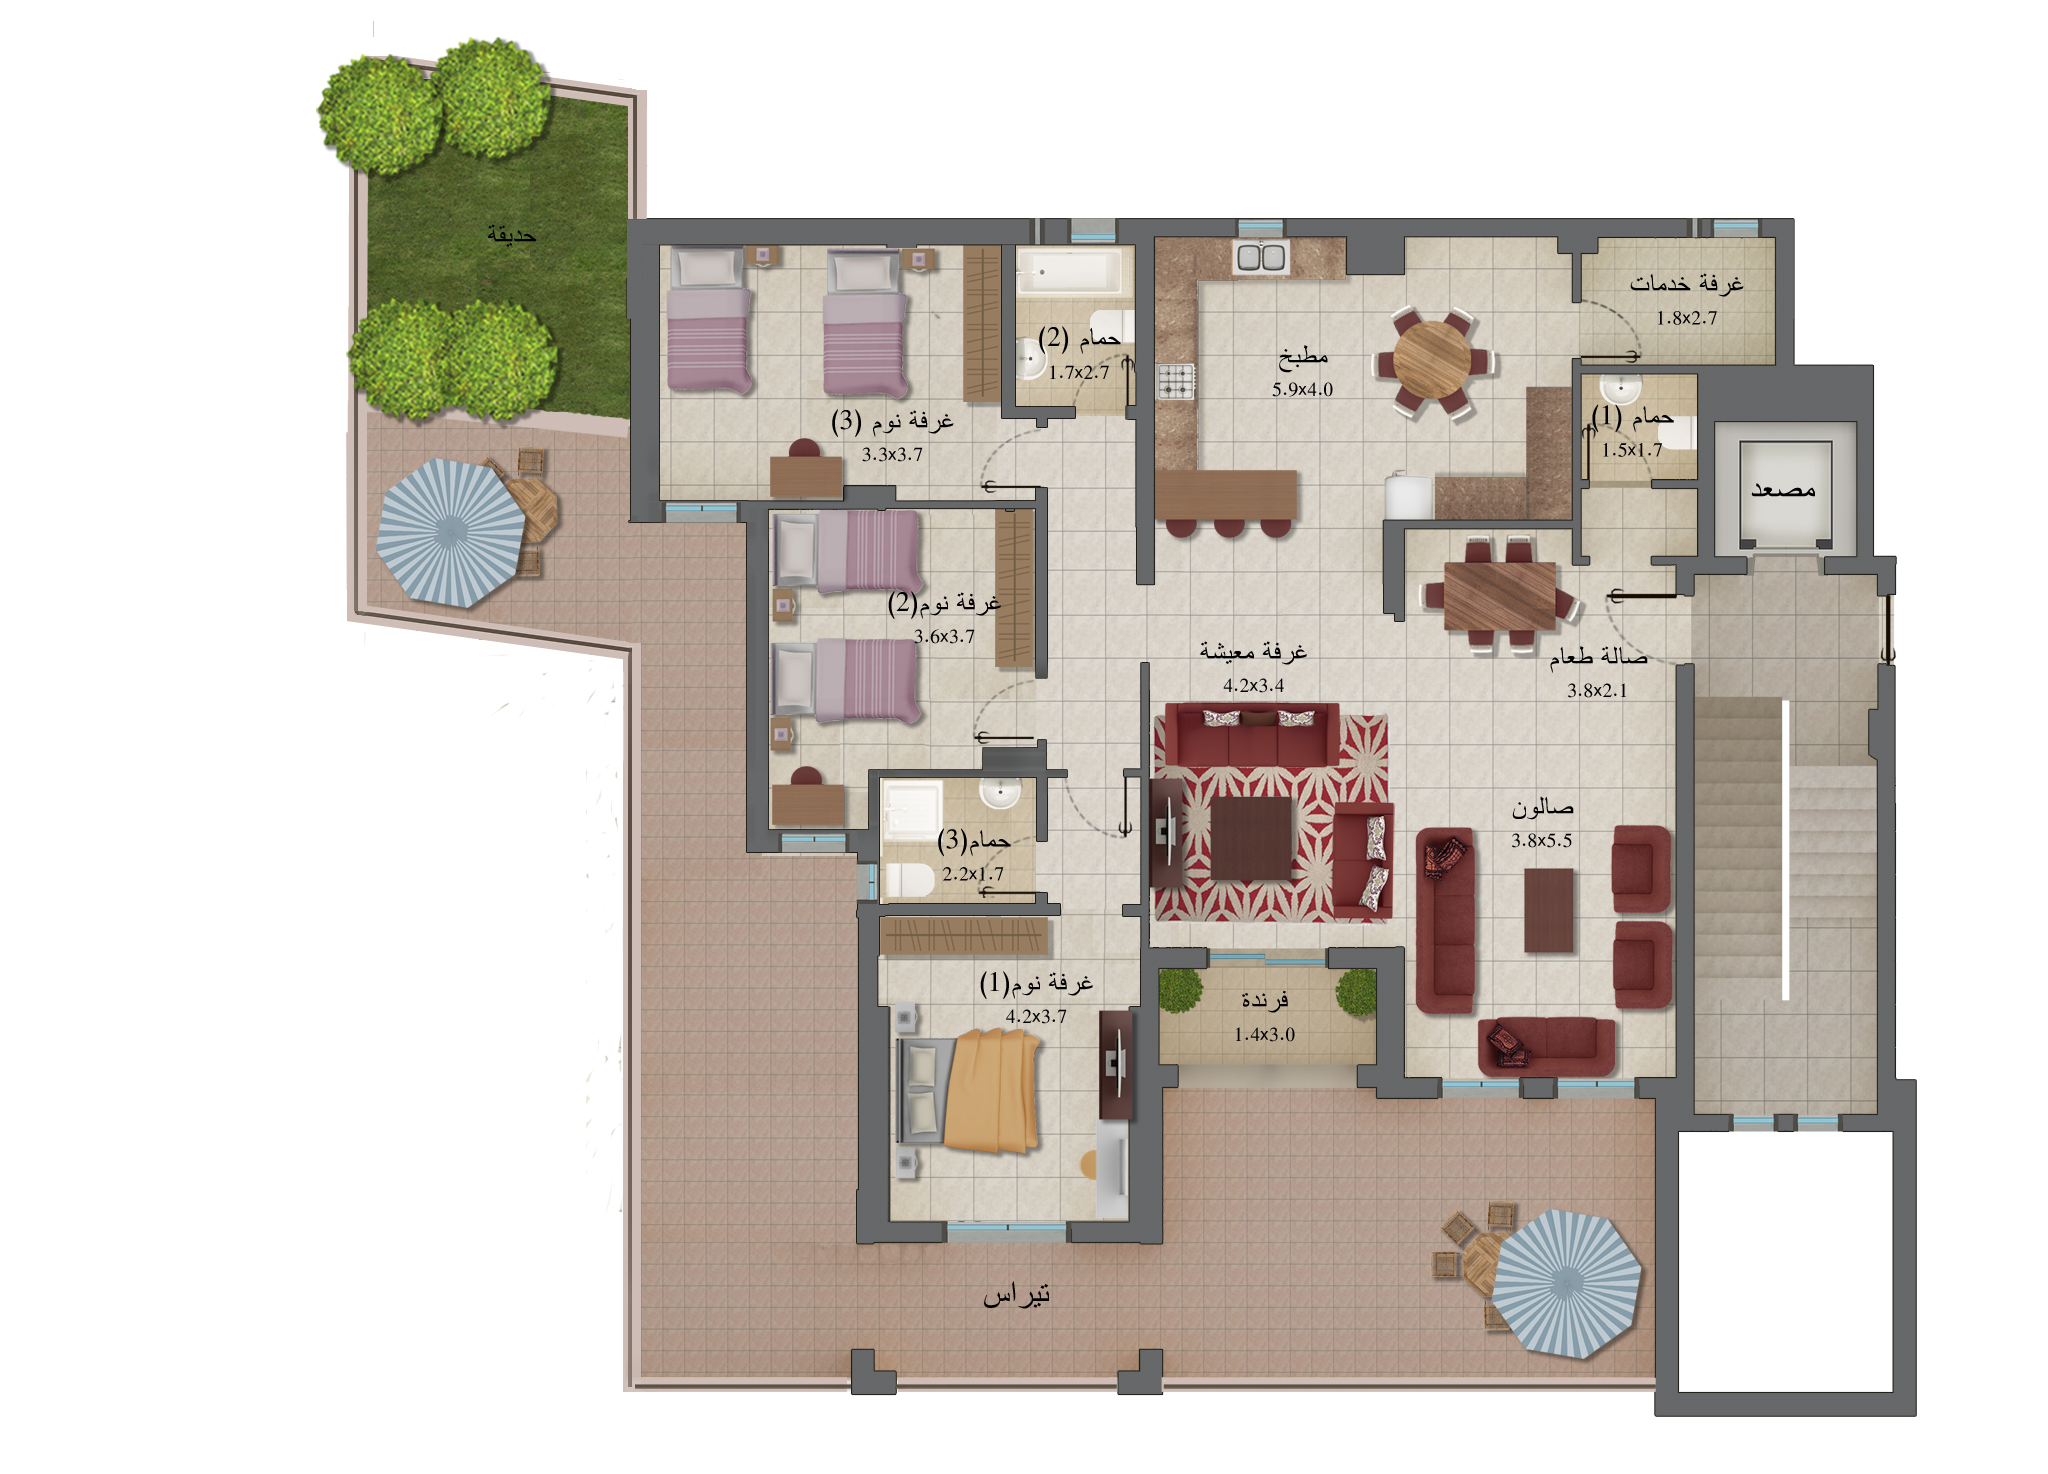 حديقة
غرفة خدمات
1.8x2.7
حمام (2)
1.7x2.7
مطبخ
5.9x4.0
غرفة نوم (3)
3.3x3.7
حمام (1)
1.5x1.7
مصعد
غرفة نوم(2)
3.6x3.7
غرفة معيشة
4.2x3.4
صالة طعام
3.8x2.1
صالون
3.8x5.5
حمام(3)
2.2x1.7
غرفة نوم(1)
4.2x3.7
فرندة
1.4x3.0
تيراس